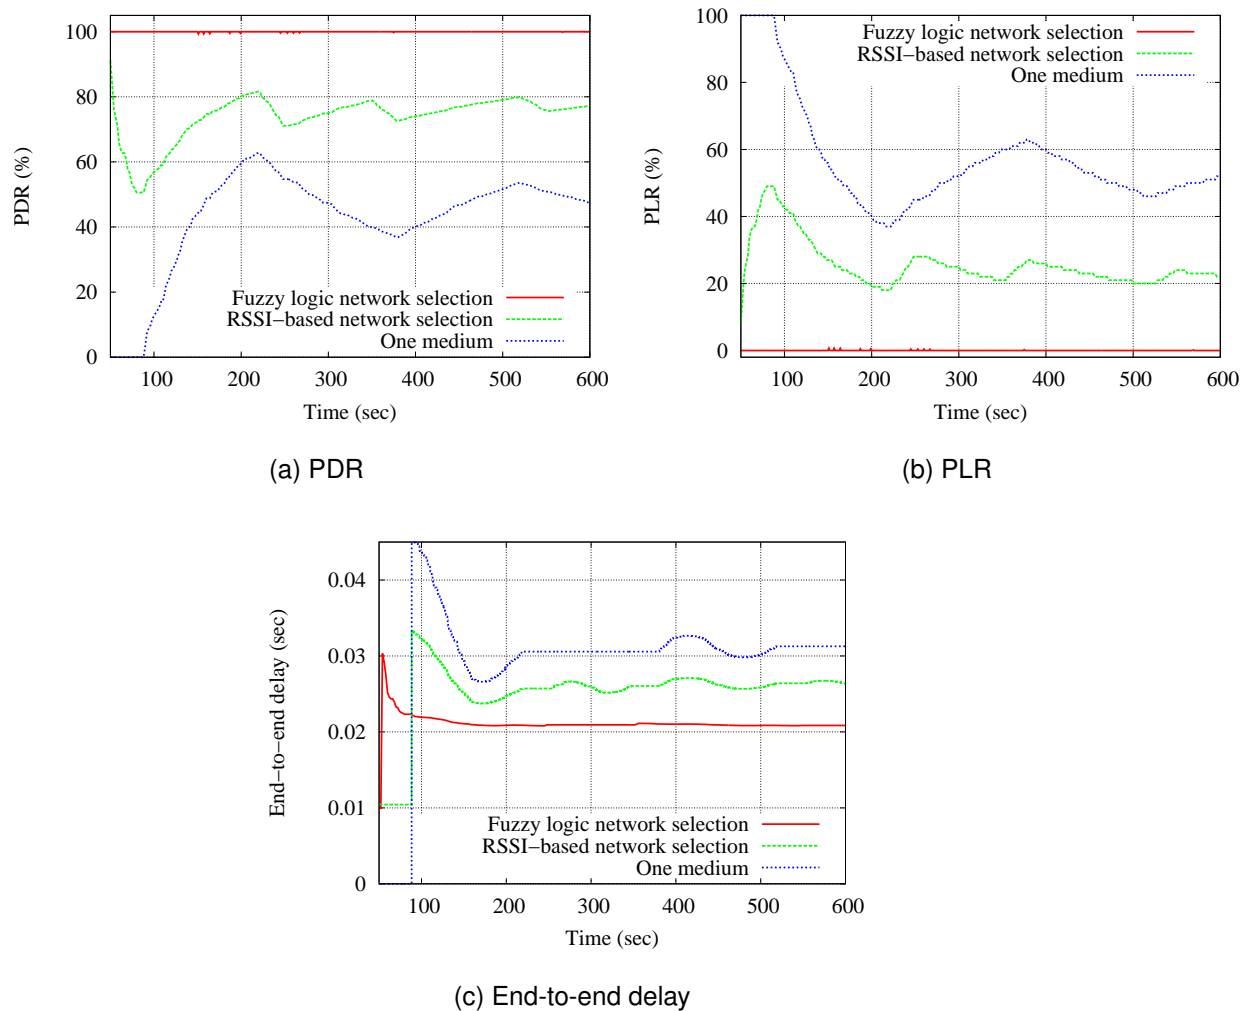 100
80
60
40
20
0
PDR (%)
Fuzzy logic network selection
RSSI−based network selection
One medium
100 200 300 400 500 600
Time (sec)
(a) PDR
100
80
60
40
20
0
PLR (%)
Fuzzy logic network selection
RSSI−based network selection
One medium
100 200 300 400 500 600
Time (sec)
(b) PLR
0.04
0.03
0.02
0.01
0
End−to−end delay (sec)
Fuzzy logic network selection
RSSI−based network selection
One medium
100 200 300 400 500 600
Time (sec)
(c) End-to-end delay